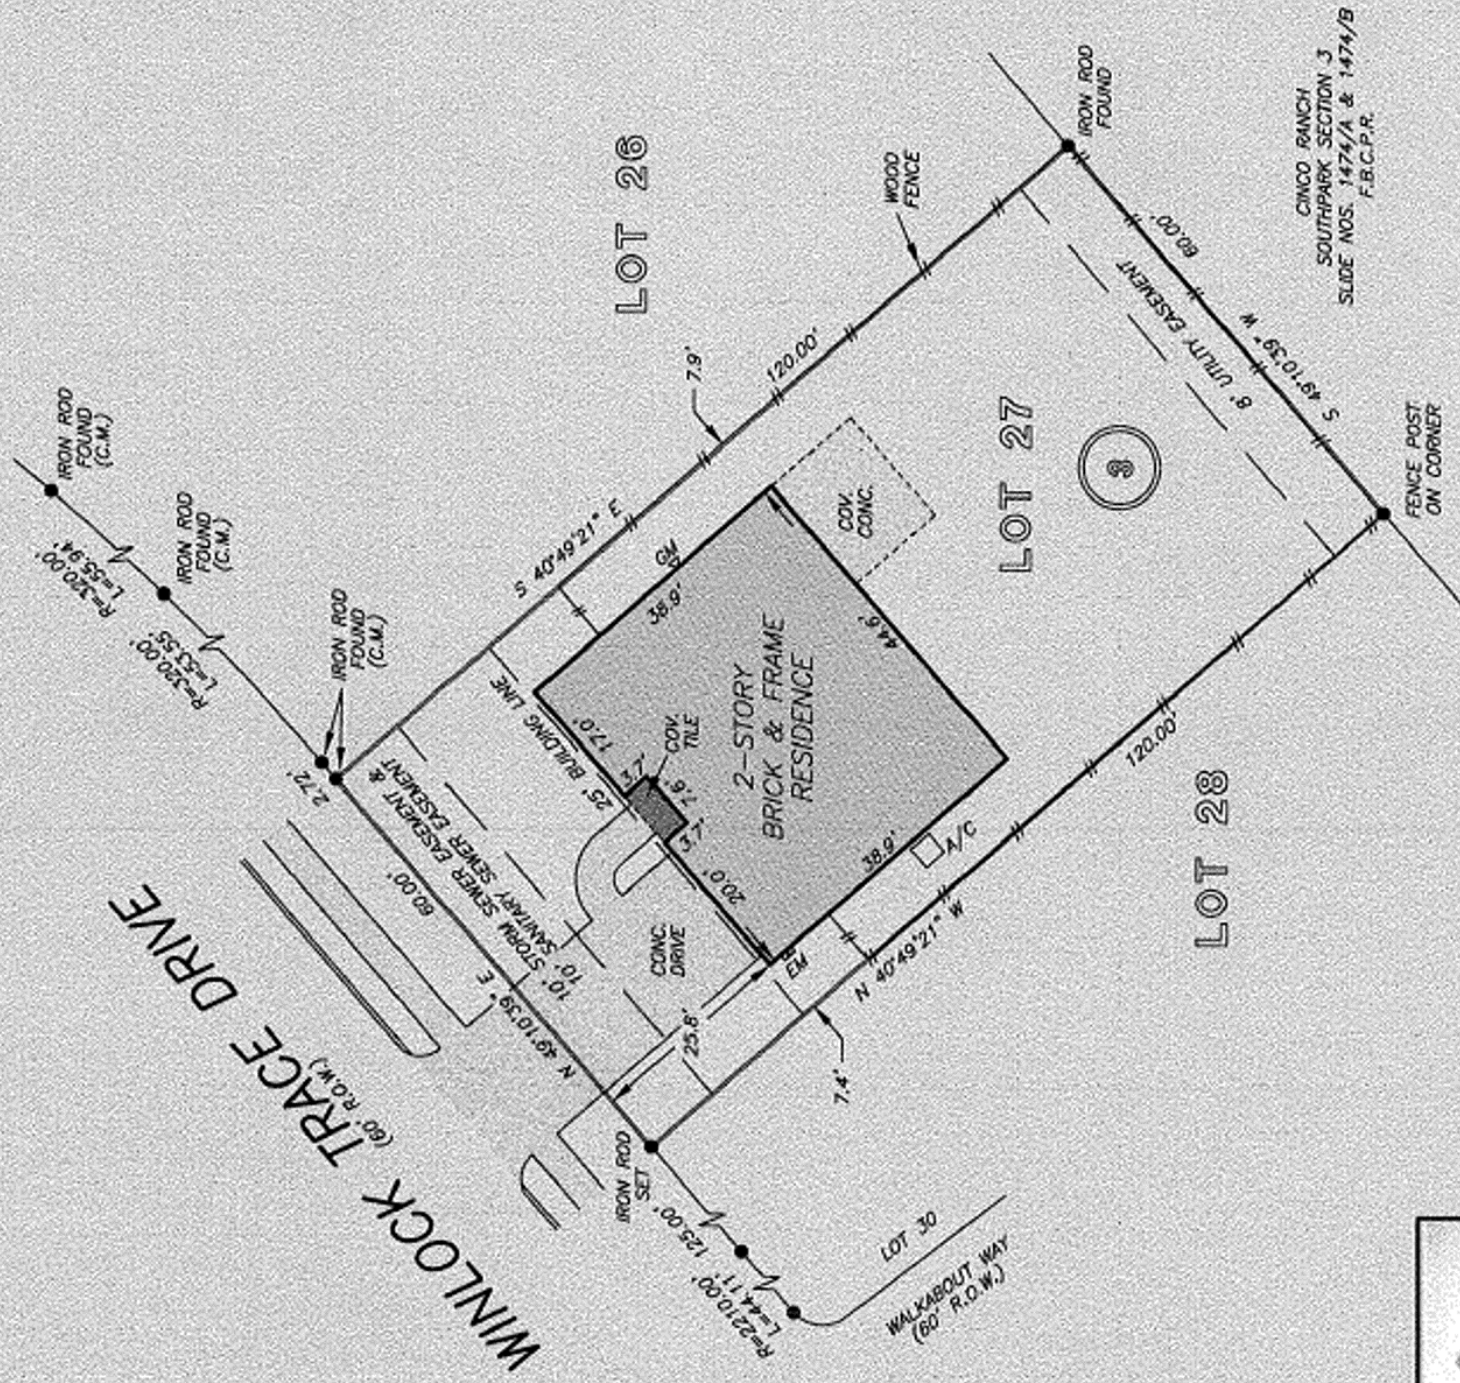 WINLOCK TRACE DRIVE
(60' R.O.W.)
IRON ROD
FOUND
(C.M.)
R=320.00'
L=55.94'
IRON ROD
FOUND
(C.M.)
R=320.00'
L=53.55'
IRON ROD
FOUND
(C.M.)
2.72'
60.00'
N 49°10'39" E
10' STORM SEWER EASEMENT &
10' SANITARY SEWER EASEMENT
25' BUILDING LINE
S 40°49'21" E
7.9'
120.00'
WOOD
FENCE
LOT 26
IRON ROD
FOUND
CINCO RANCH
SOUTHPARK SECTION 3
SLIDE NOS. 1474/A & 1474/B
F.B.C.P.R.
60.00'
S 49°10'39" W
8' UTILITY EASEMENT
LOT 27
3
FENCE POST
ON CORNER
COV.
CONC.
GM
38.9'
44.6'
2-STORY
BRICK & FRAME
RESIDENCE
17.0'
3.7'
COV.
TILE
7.6'
3.4'
20.0'
38.9'
A/C
CONC.
DRIVE
EM
25.8'
7.4'
N 40°49'21" W
120.00'
LOT 28
IRON ROD
SET
125.00'
R=2210.00'
L=44.11'
LOT 30
WALKABOUT WAY
(60' R.O.W.)